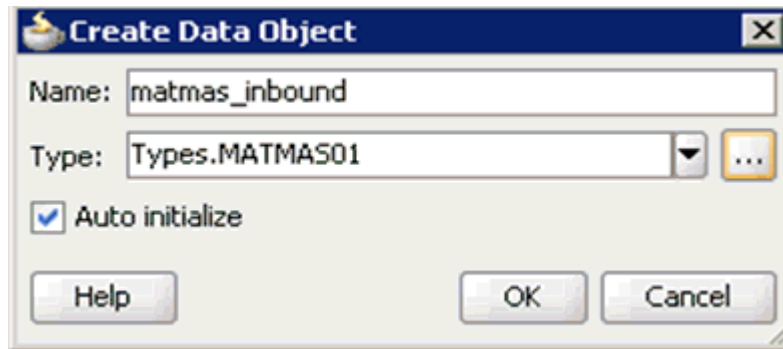 Create Data Object
Name: matmas_inbound
Type: Types.MATMAS01 ...
Auto initialize
Help OK Cancel